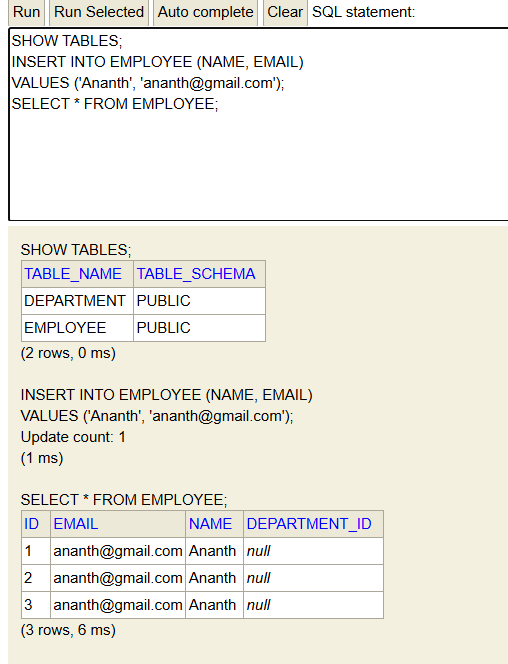 Run Run Selected Auto complete Clear SQL statement:
SHOW TABLES;
INSERT INTO EMPLOYEE (NAME, EMAIL)
VALUES ('Ananth', 'ananth@gmail.com');
SELECT * FROM EMPLOYEE;
SHOW TABLES;
TABLE_NAME TABLE_SCHEMA
DEPARTMENT PUBLIC
EMPLOYEE PUBLIC
(2 rows, 0 ms)
INSERT INTO EMPLOYEE (NAME, EMAIL)
VALUES ('Ananth', 'ananth@gmail.com');
Update count: 1
(1 ms)
SELECT * FROM EMPLOYEE;
ID EMAIL NAME DEPARTMENT_ID
1 ananth@gmail.com Ananth null
2 ananth@gmail.com Ananth null
3 ananth@gmail.com Ananth null
(3 rows, 6 ms)